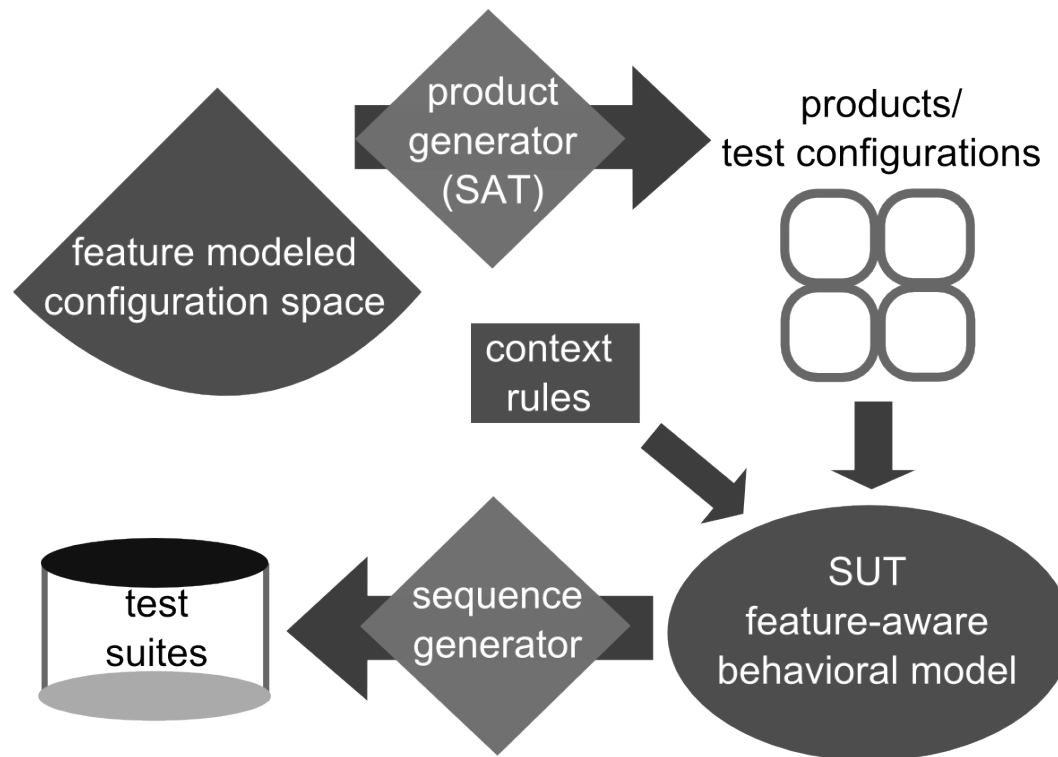 product
generator
(SAT)
products/
test configurations
feature modeled
configuration space
context
rules
SUT
feature-aware
behavioral model
sequence
generator
test
suites